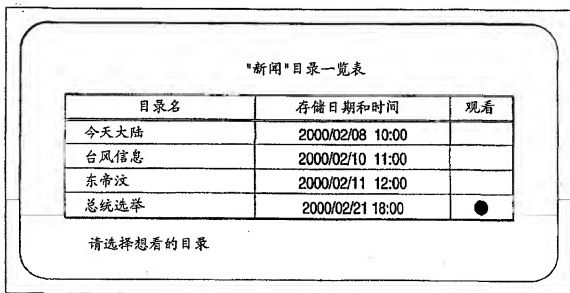 "新闻"目录一览表
目录名 存储日期和时间 观看
今天大陆 2000/02/08 10:00
台风信息 2000/02/10 11:00
东帝汶 2000/02/11 12:00
总统选举 2000/02/21 18:00 ●
请选择想看的目录